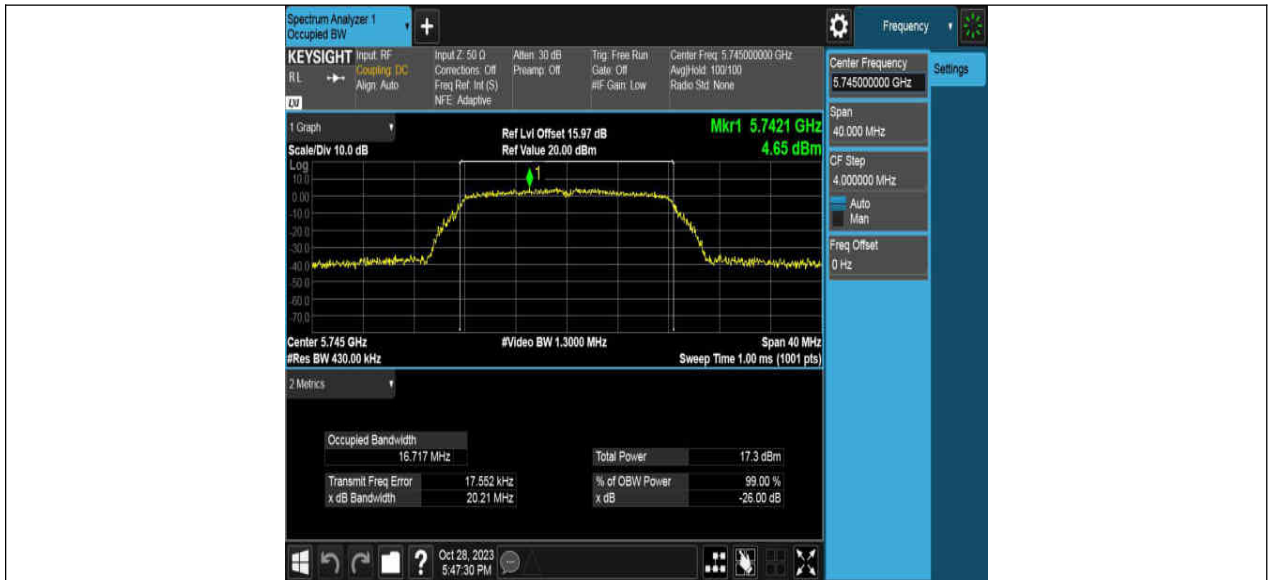 Spectrum Analyzer 1
Occupied BW
+
Frequency
KEYSIGHT
RL
LXI
Input: RF
Coupling: DC
Align: Auto
Input Z: 50 Ω
Corrections: Off
Freq Ref: Int (S)
NFE: Adaptive
Atten: 30 dB
Preamp: Off
Trig: Free Run
Gate: Off
#IF Gain: Low
Center Freq: 5.745000000 GHz
Avg|Hold: 100/100
Radio Std: None
Center Frequency
5.745000000 GHz
Settings
Span
40.000 MHz
CF Step
4.000000 MHz
Auto
Man
Freq Offset
0 Hz
1 Graph
Scale/Div 10.0 dB
Ref Lvl Offset 15.97 dB
Ref Value 20.00 dBm
Mkr1 5.7421 GHz
4.65 dBm
Log
10.0
0.00
-10.0
-20.0
-30.0
-40.0
-50.0
-60.0
-70.0
1
Center 5.745 GHz
#Res BW 430.00 kHz
#Video BW 1.3000 MHz
Span 40 MHz
Sweep Time 1.00 ms (1001 pts)
2 Metrics
Occupied Bandwidth
16.717 MHz
Total Power 17.3 dBm
Transmit Freq Error 17.552 kHz
% of OBW Power 99.00 %
x dB Bandwidth 20.21 MHz
x dB -26.00 dB
?
Oct 28, 2023
5:47:30 PM